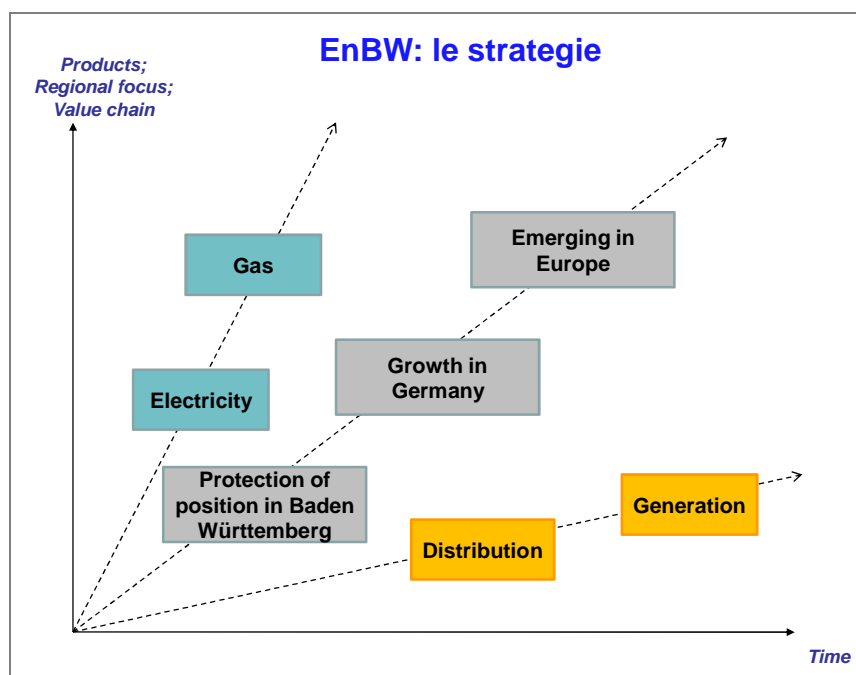 EnBW: le strategie
Products;
Regional focus;
Value chain
Emerging in
Europe
Gas
Growth in
Germany
Electricity
Protection of
position in Baden
Württemberg
Generation
Distribution
Time